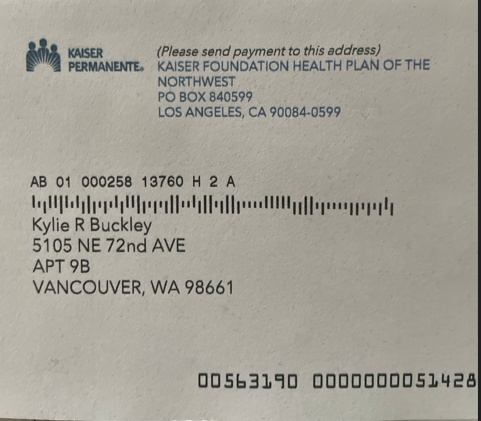 KAISER PERMANENTE®
(Please send payment to this address)
KAISER FOUNDATION HEALTH PLAN OF THE
NORTHWEST
PO BOX 840599
LOS ANGELES, CA 90084-0599
AB 01 000258 13760 H 2 A
Kylie R Buckley
5105 NE 72nd AVE
APT 9B
VANCOUVER, WA 98661
00563190 0000000051428